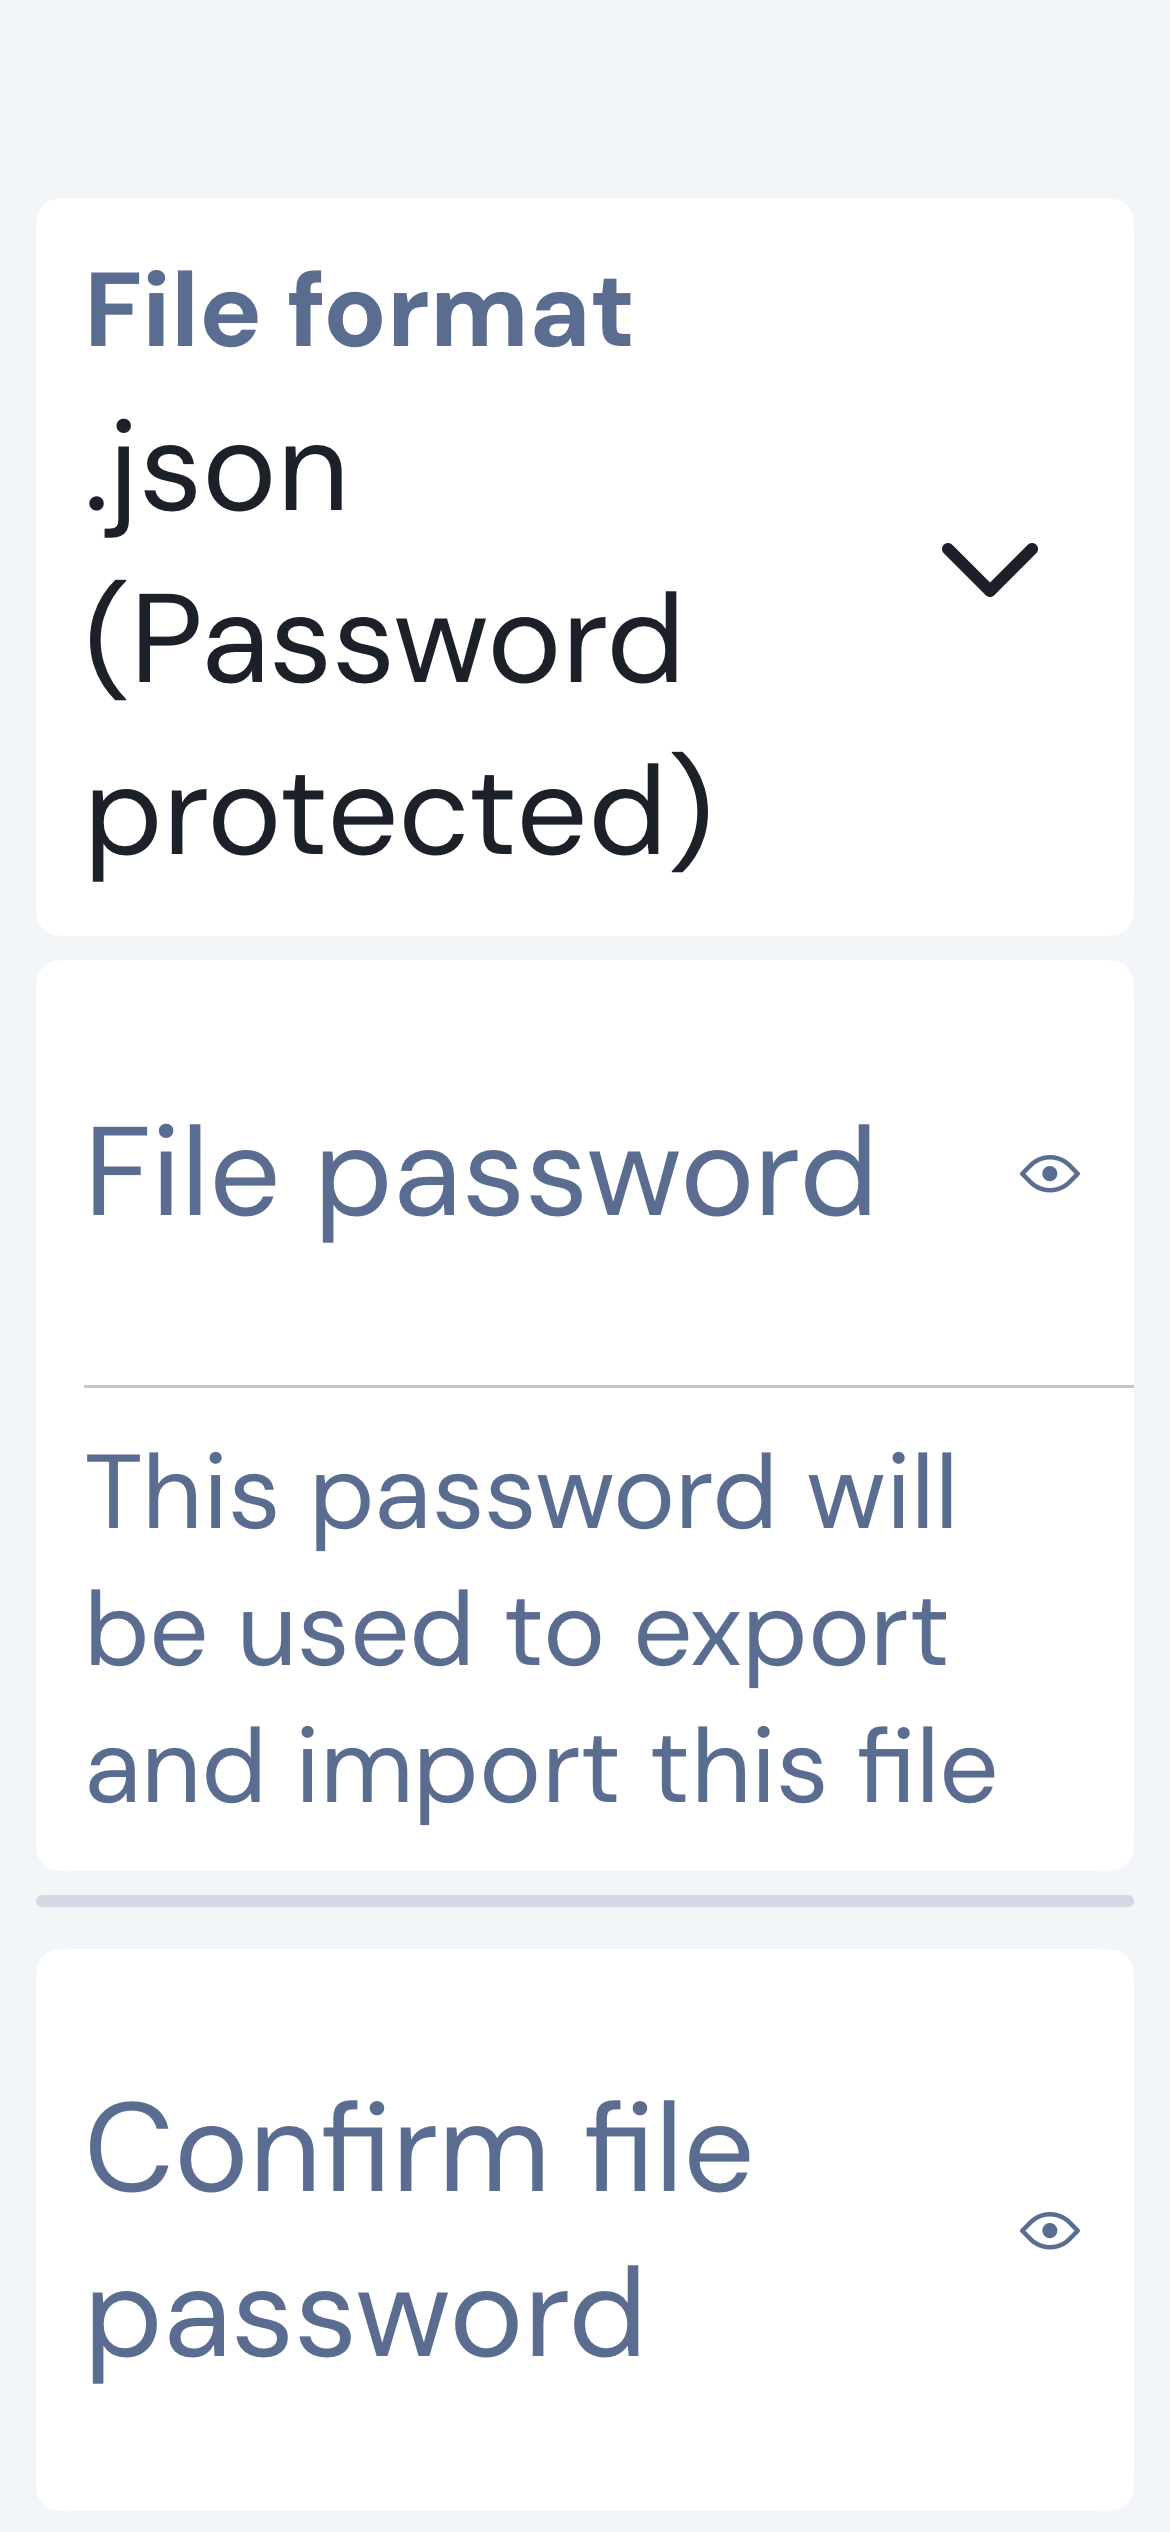 File format
.json
(Password
protected)
File password
This password will
be used to export
and import this file
Confirm file
password